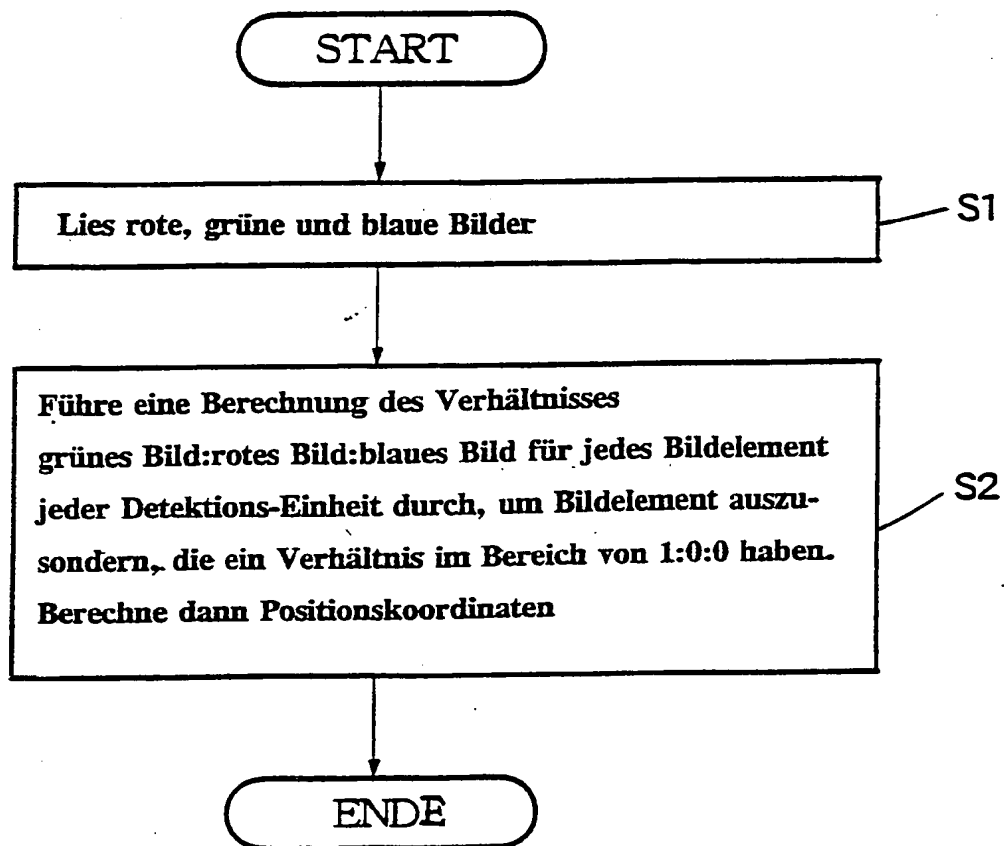 START
Lies rote, grüne und blaue Bilder
S1
Führe eine Berechnung des Verhältnisses
grünes Bild:rotes Bild:blaues Bild für jedes Bildelement
jeder Detektions-Einheit durch, um Bildelement auszu-
sondern, die ein Verhältnis im Bereich von 1:0:0 haben.
Berechne dann Positionskoordinaten
S2
ENDE